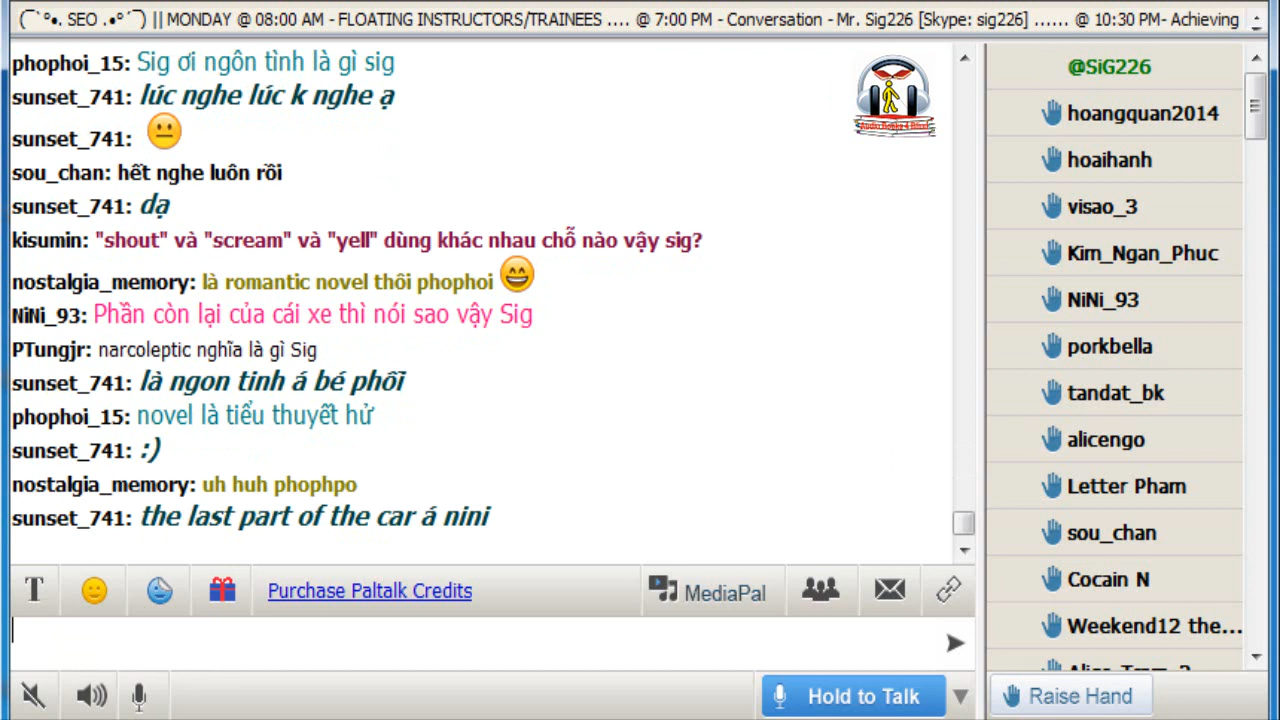 (¯`°•. SEO .•°´¯) || MONDAY @ 08:00 AM - FLOATING INSTRUCTORS/TRAINEES .... @ 7:00 PM - Conversation - Mr. Sig226 [Skype: sig226] ...... @ 10:30 PM- Achieving
phophoi_15: Sig ơi ngôn tình là gì sig
sunset_741: lúc nghe lúc k nghe ạ
sunset_741:
sou_chan: hết nghe luôn rồi
sunset_741: dạ
kisumin: "shout" và "scream" và "yell" dùng khác nhau chỗ nào vậy sig?
nostalgia_memory: là romantic novel thôi phophoi
NiNi_93: Phần còn lại của cái xe thì nói sao vậy Sig
PTungjr: narcoleptic nghĩa là gì Sig
sunset_741: là ngon tinh á bé phồi
phophoi_15: novel là tiểu thuyết hử
sunset_741: :)
nostalgia_memory: uh huh phophpo
sunset_741: the last part of the car á nini
@SiG226
hoangquan2014
hoaihanh
visao_3
Kim_Ngan_Phuc
NiNi_93
porkbella
tandat_bk
alicengo
Letter Pham
sou_chan
Cocain N
Weekend12 the...
T
Purchase Paltalk Credits
MediaPal
Hold to Talk
Raise Hand